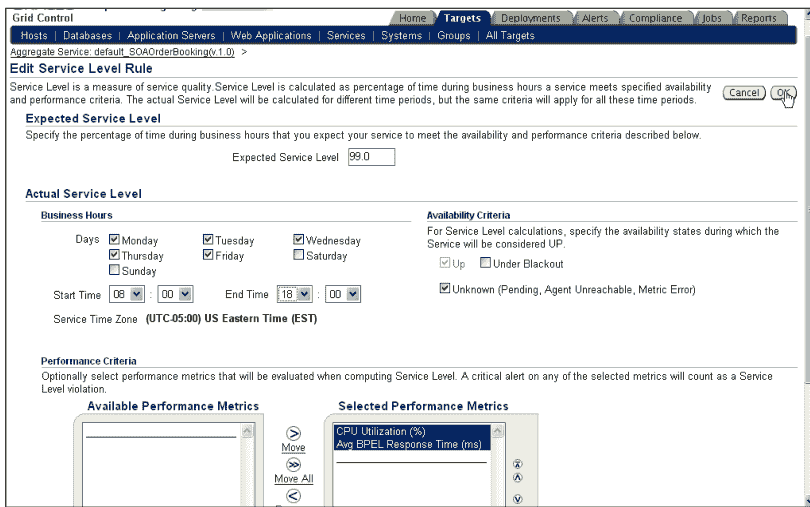 Grid Control
Home Targets Deployments Alerts Compliance Jobs Reports
Hosts | Databases | Application Servers | Web Applications | Services | Systems | Groups | All Targets
Aggregate Service: default_SOAOrderBooking(v.1.0) >
Edit Service Level Rule
Service Level is a measure of service quality.Service Level is calculated as percentage of time during business hours a service meets specified availability
and performance criteria. The actual Service Level will be calculated for different time periods, but the same criteria will apply for all these time periods.
Cancel OK
Expected Service Level
Specify the percentage of time during business hours that you expect your service to meet the availability and performance criteria described below.
Expected Service Level 99.0
Actual Service Level
Business Hours
Days Monday Tuesday Wednesday
Thursday Friday Saturday
Sunday
Start Time 08 : 00 End Time 18 : 00
Service Time Zone (UTC-05:00) US Eastern Time (EST)
Availability Criteria
For Service Level calculations, specify the availability states during which the
Service will be considered UP.
Up Under Blackout
Unknown (Pending, Agent Unreachable, Metric Error)
Performance Criteria
Optionally select performance metrics that will be evaluated when computing Service Level. A critical alert on any of the selected metrics will count as a Service
Level violation.
Available Performance Metrics
Move
Move All
Selected Performance Metrics
CPU Utilization (%)
Avg BPEL Response Time (ms)